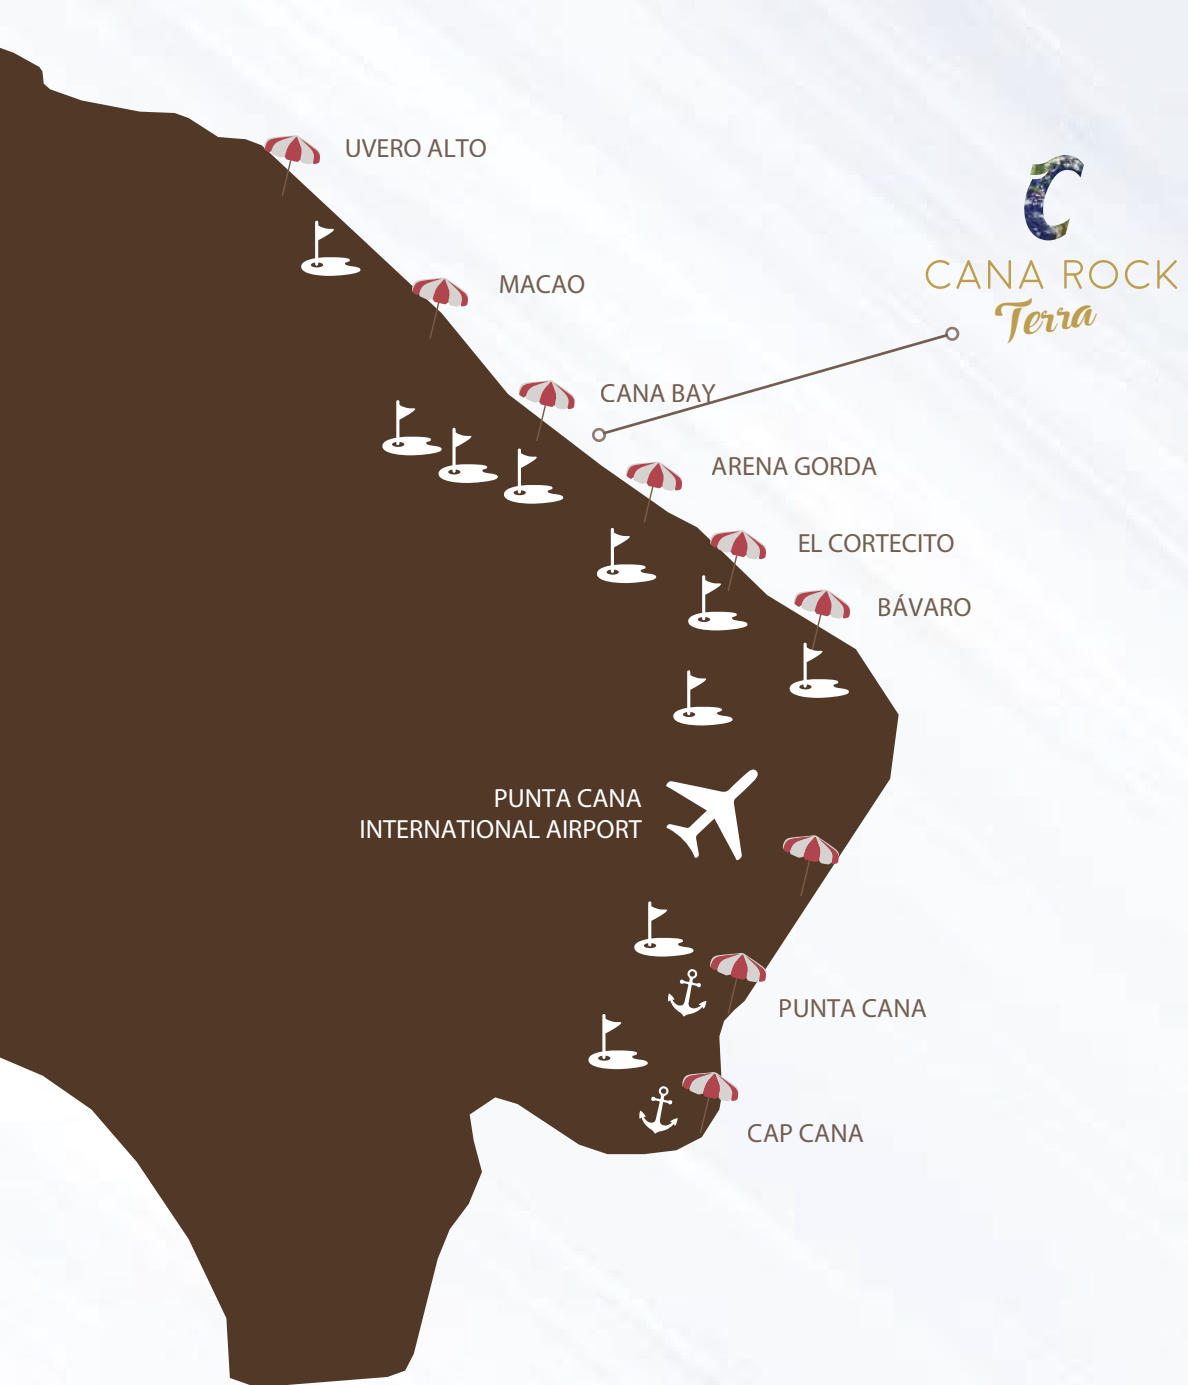 UVERO ALTO
MACAO
CANA ROCK
Terra
CANA BAY
ARENA GORDA
EL CORTECITO
BÁVARO
PUNTA CANA
INTERNATIONAL AIRPORT
PUNTA CANA
CAP CANA